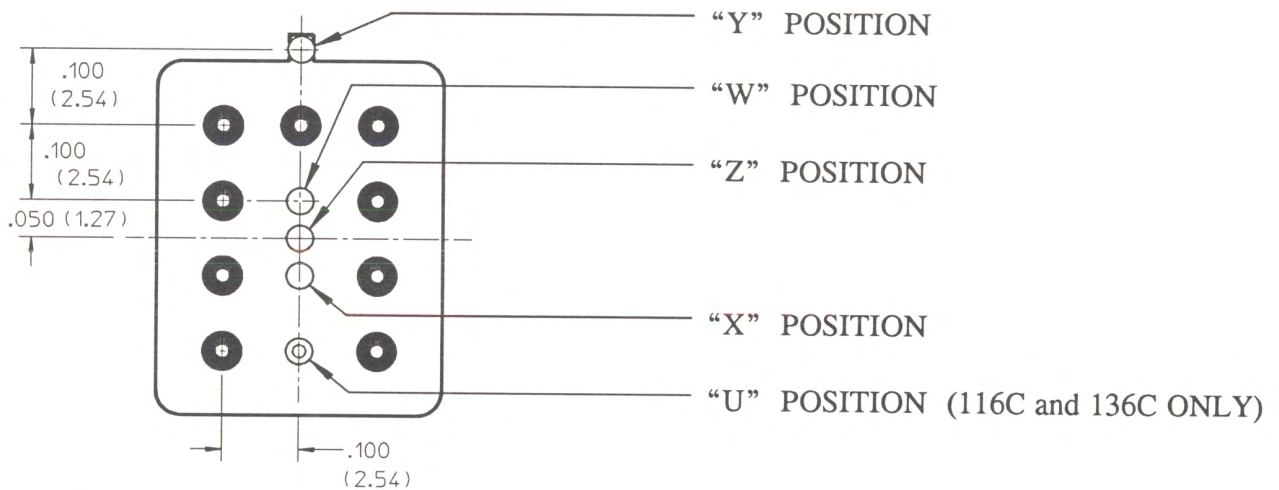 “Y” POSITION
.100
(2.54)
“W” POSITION
.100
(2.54)
“Z” POSITION
.050 (1.27)
“X” POSITION
“U” POSITION (116C and 136C ONLY)
.100
(2.54)